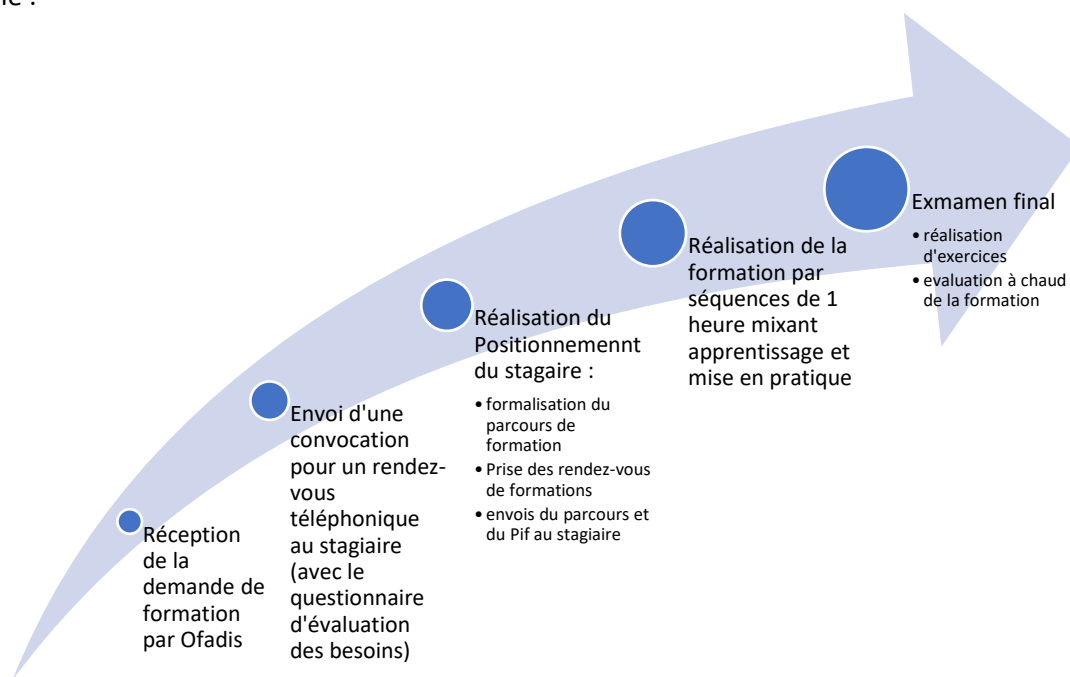 Réception
de la
demande de
formation
par Ofadis
Envoi d'une
convocation
pour un rendez-
vous
téléphonique
au stagiaire
(avec le
questionnaire
d'évaluation
des besoins)
Réalisation du
Positionnemennt
du stagaire :
• formalisation du
parcours de
formation
• Prise des rendez-vous
de formations
• envois du parcours et
du Pif au stagiaire
Réalisation de la
formation par
séquences de 1
heure mixant
apprentissage et
mise en pratique
Exmamen final
• réalisation
d'exercices
• evaluation à chaud
de la formation